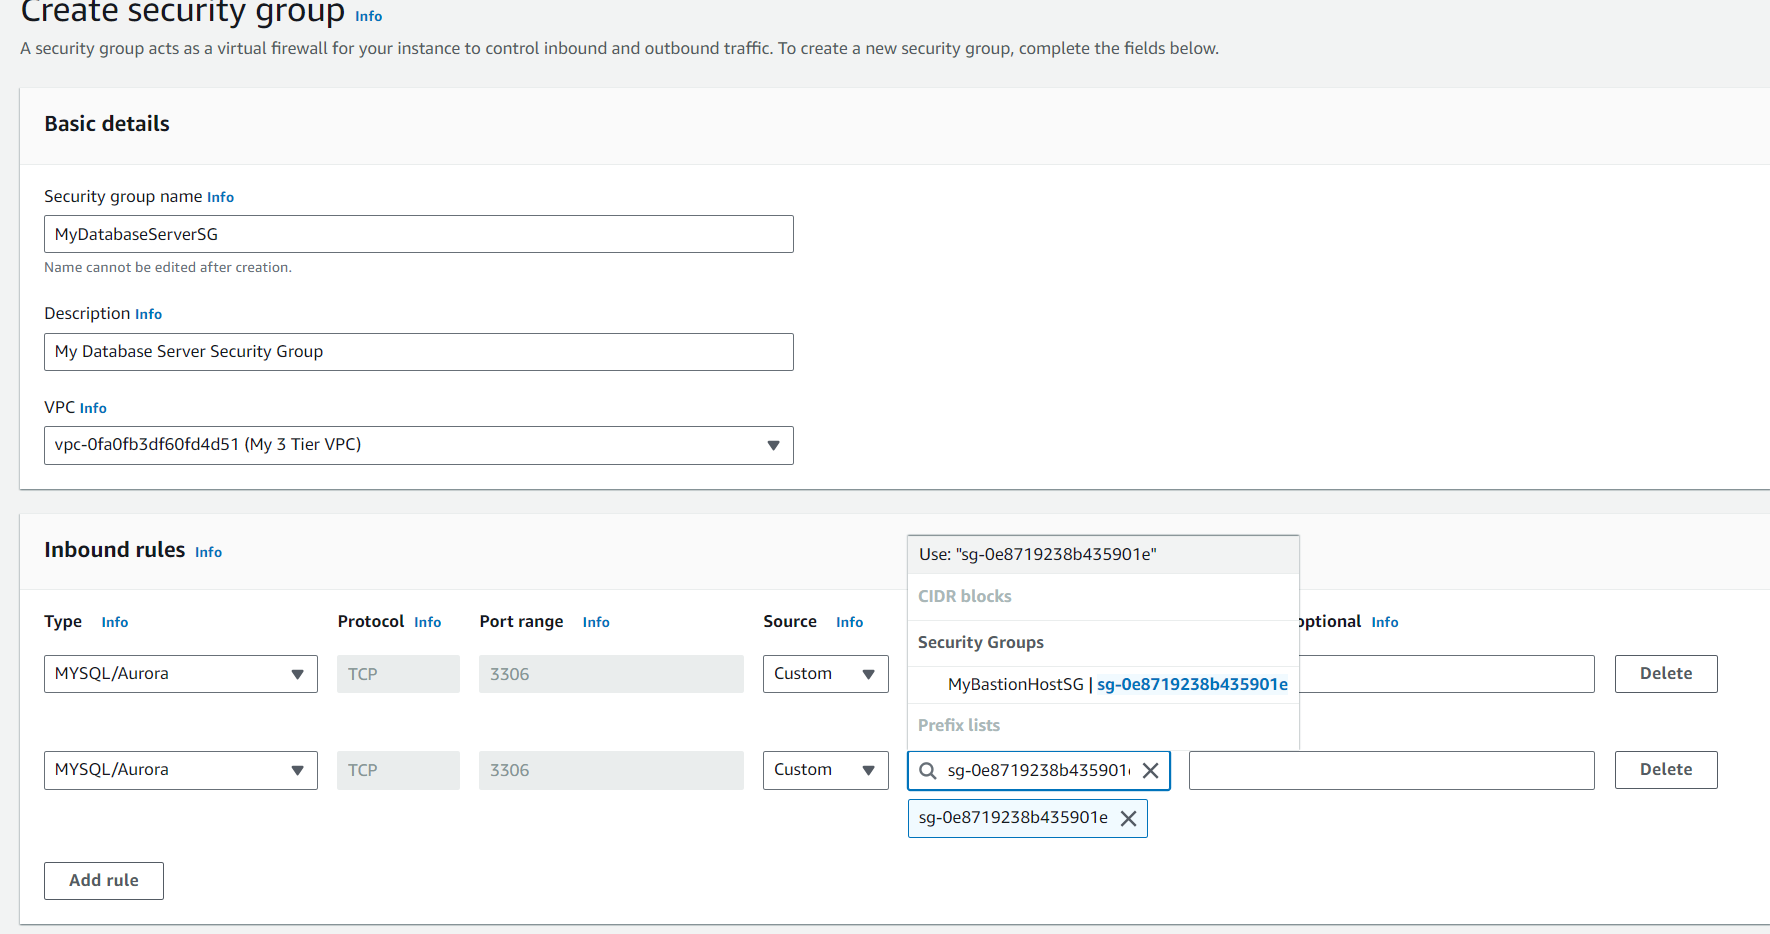 Create security group Info
A security group acts as a virtual firewall for your instance to control inbound and outbound traffic. To create a new security group, complete the fields below.
Basic details
Security group name Info
MyDatabaseServerSG
Name cannot be edited after creation.
Description Info
My Database Server Security Group
VPC Info
vpc-0fa0fb3df60fd4d51 (My 3 Tier VPC)
Inbound rules Info
Use: "sg-0e8719238b435901e"
CIDR blocks
Type Info Protocol Info Port range Info Source Info optional Info
Security Groups
MYSQL/Aurora TCP 3306 Custom MyBastionHostSG | sg-0e8719238b435901e Delete
Prefix lists
MYSQL/Aurora TCP 3306 Custom sg-0e8719238b435901 Delete
sg-0e8719238b435901e
Add rule